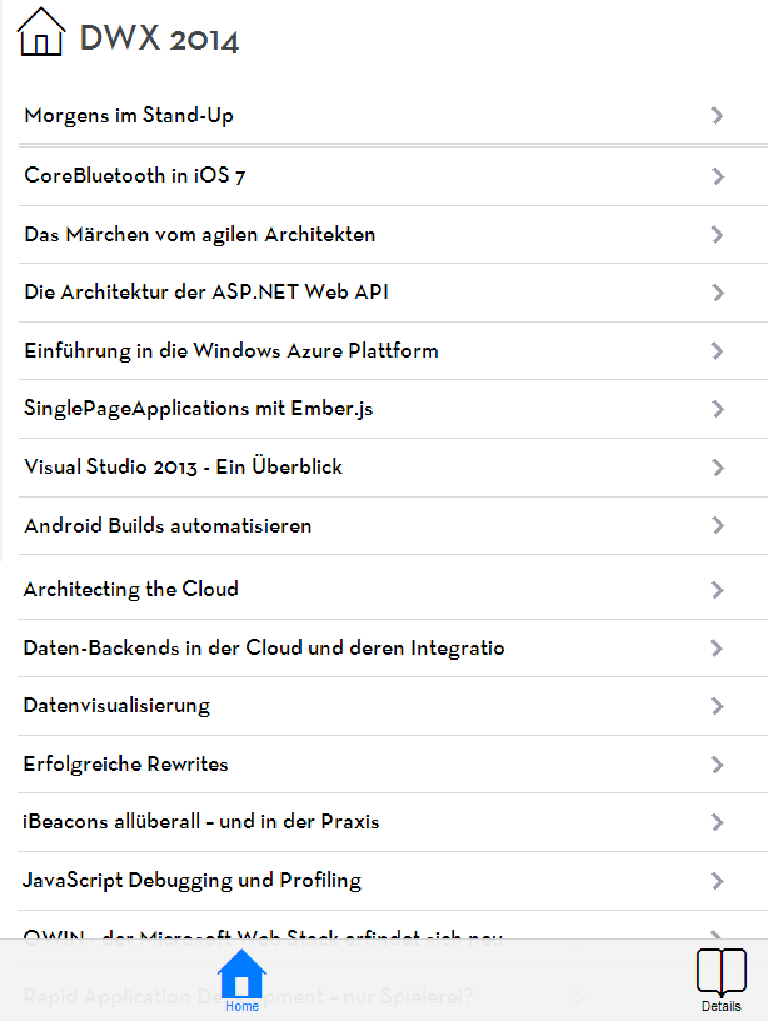 DWX 2014
Morgens im Stand-Up
CoreBluetooth in iOS 7
Das Märchen vom agilen Architekten
Die Architektur der ASP.NET Web API
Einführung in die Windows Azure Plattform
SinglePageApplications mit Ember.js
Visual Studio 2013 - Ein Überblick
Android Builds automatisieren
Architecting the Cloud
Daten-Backends in der Cloud und deren Integratio
Datenvisualisierung
Erfolgreiche Rewrites
iBeacons allüberall – und in der Praxis
JavaScript Debugging und Profiling
OWIN - der Microsoft Web Stack erfindet sich neu
Rapid Application Development – nur Spielerei?
Home
Details